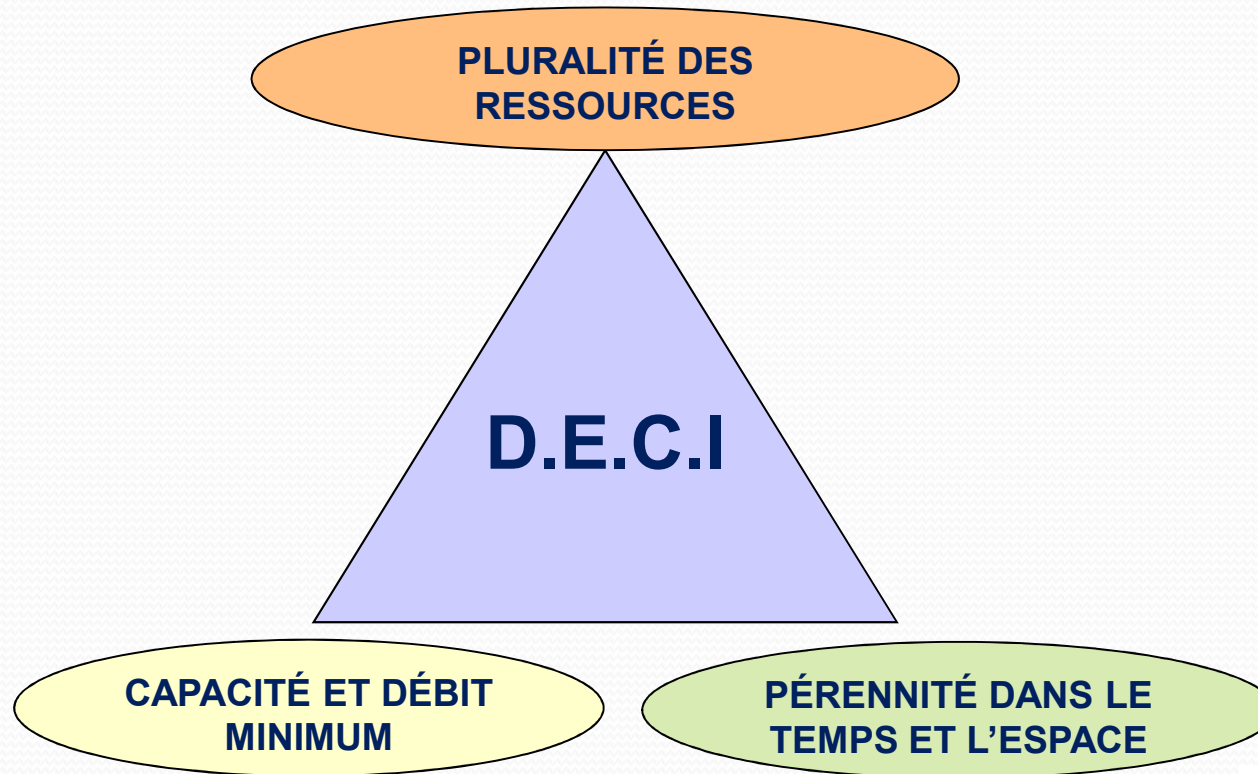 PLURALITÉ DES
RESSOURCES
D.E.C.I
CAPACITÉ ET DÉBIT
MINIMUM
PÉRENNITÉ DANS LE
TEMPS ET L’ESPACE